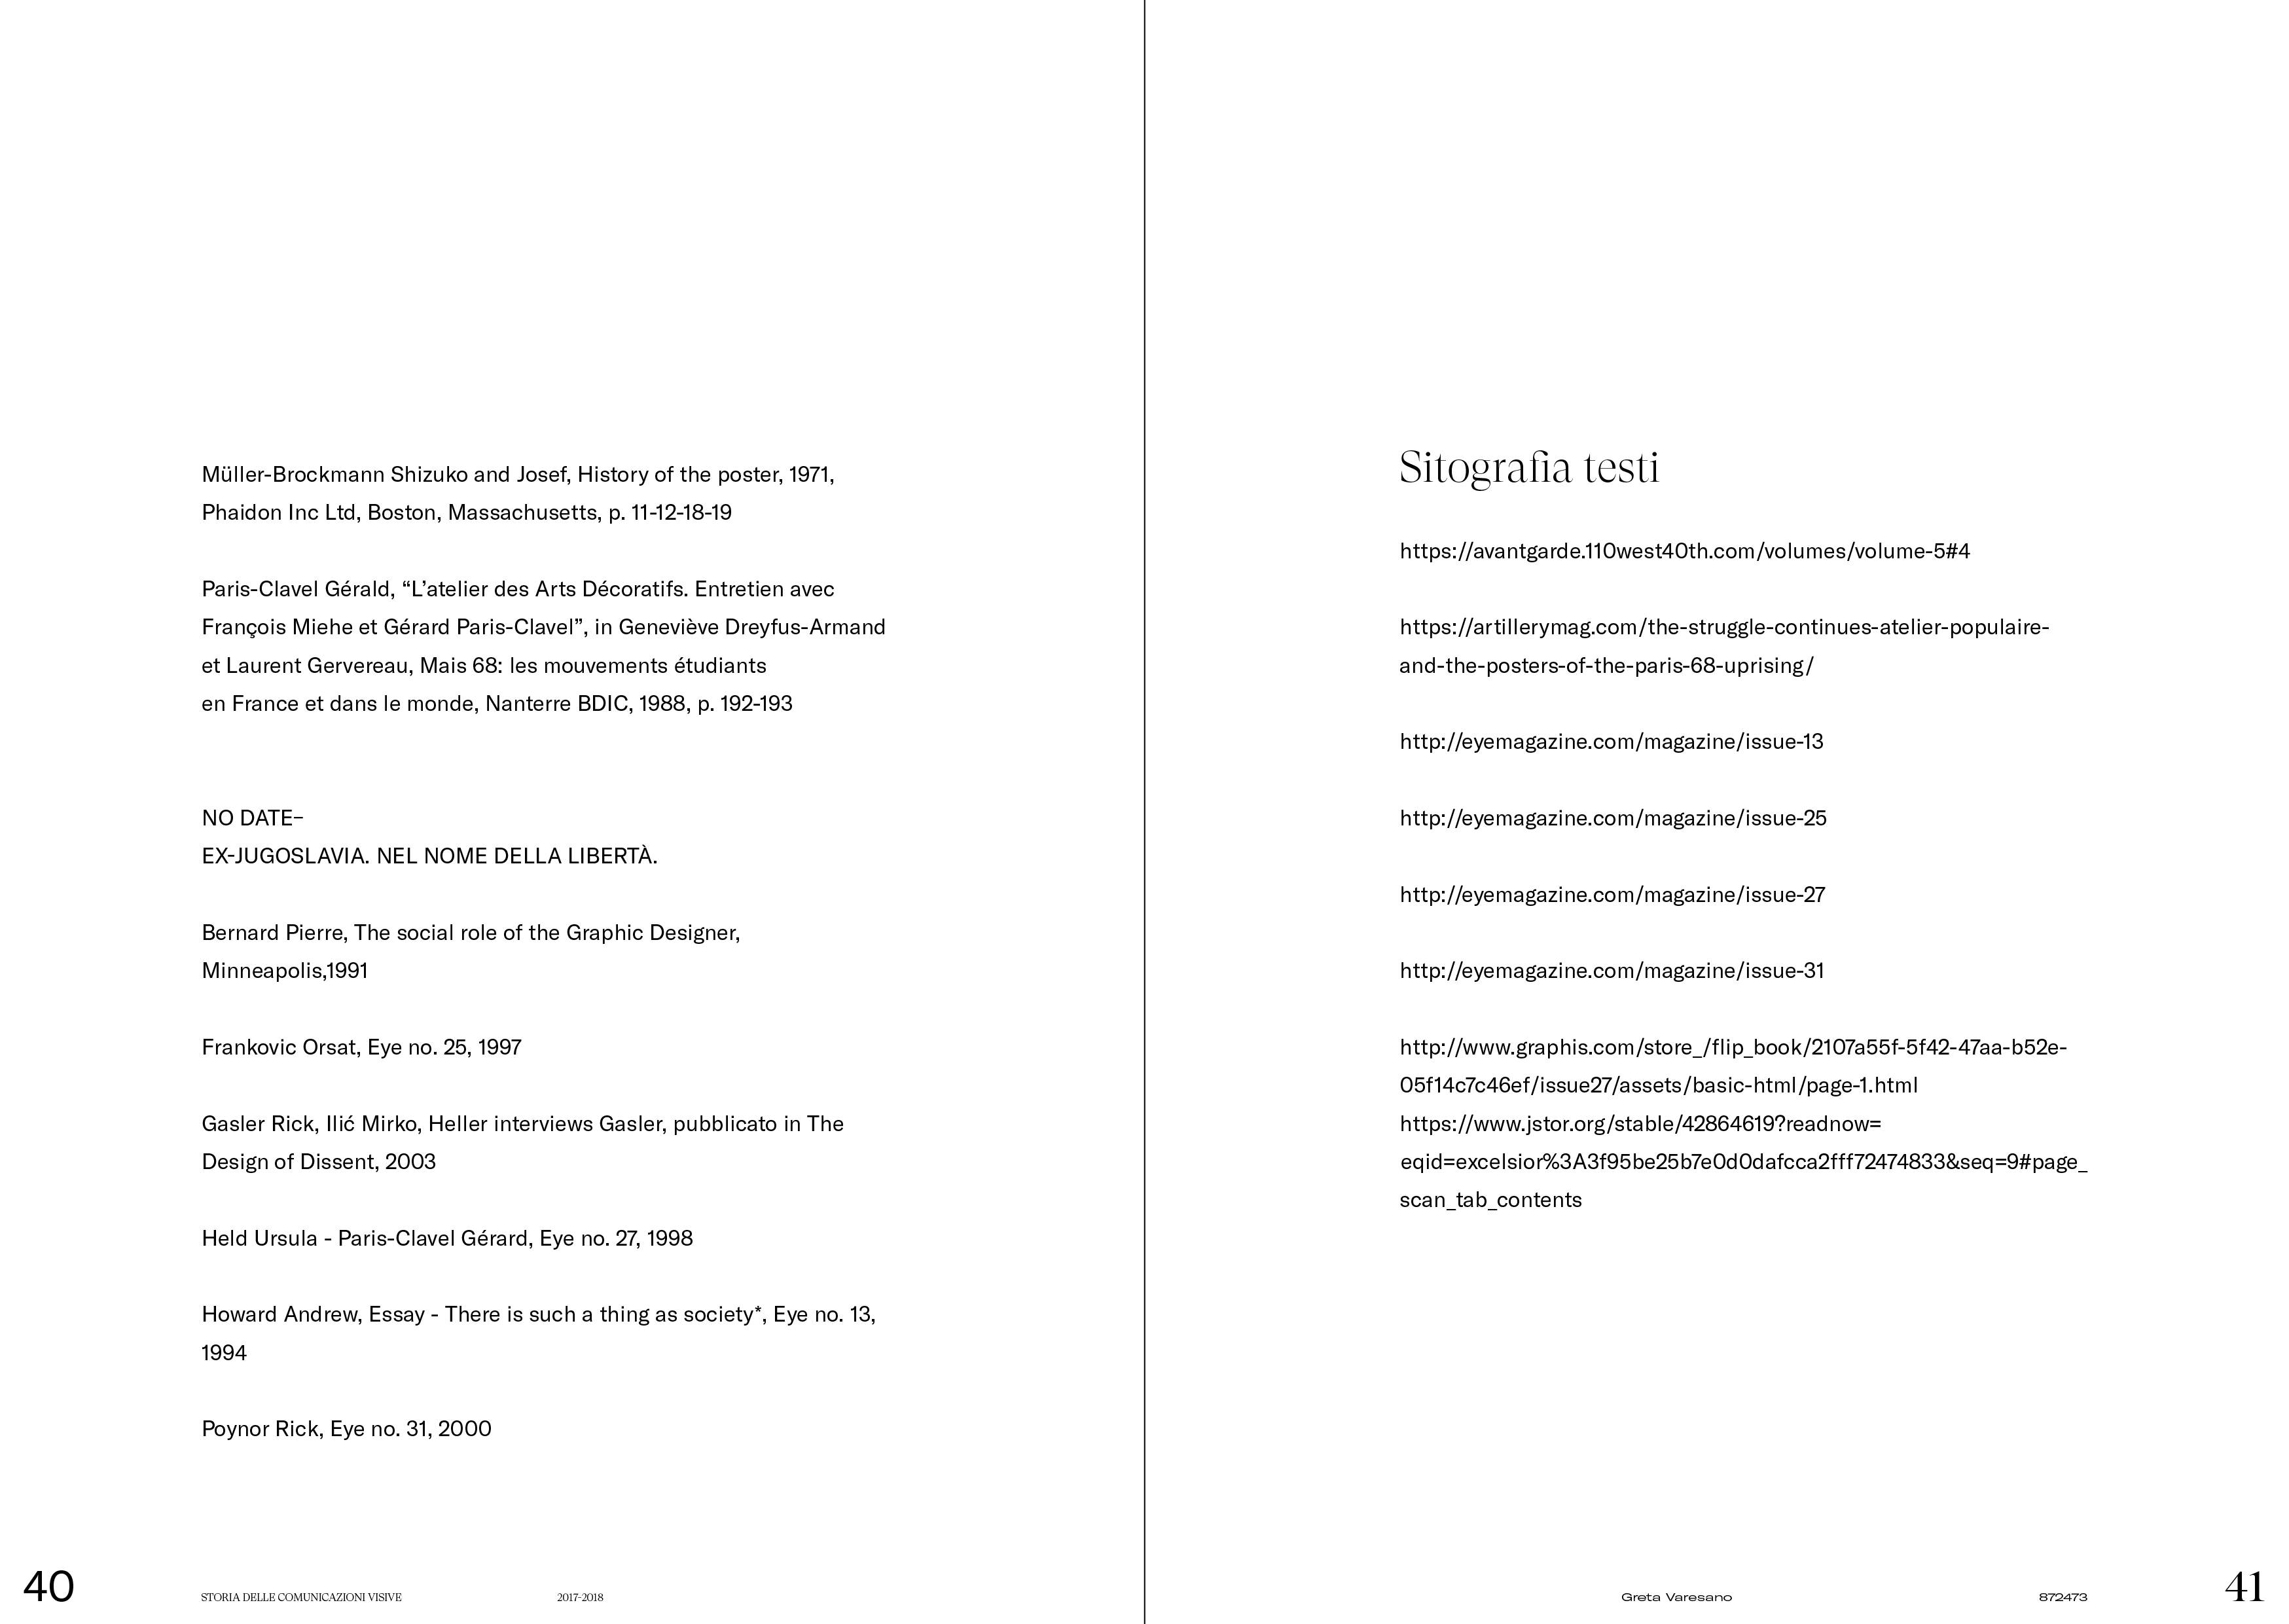 Müller-Brockmann Shizuko and Josef, History of the poster, 1971,
Phaidon Inc Ltd, Boston, Massachusetts, p. 11-12-18-19
Paris-Clavel Gérald, “L’atelier des Arts Décoratifs. Entretien avec
François Miehe et Gérard Paris-Clavel”, in Geneviève Dreyfus-Armand
et Laurent Gervereau, Mais 68: les mouvements étudiants
en France et dans le monde, Nanterre BDIC, 1988, p. 192-193
NO DATE–
EX-JUGOSLAVIA. NEL NOME DELLA LIBERTÀ.
Bernard Pierre, The social role of the Graphic Designer,
Minneapolis,1991
Frankovic Orsat, Eye no. 25, 1997
Gasler Rick, Ilić Mirko, Heller interviews Gasler, pubblicato in The
Design of Dissent, 2003
Held Ursula - Paris-Clavel Gérard, Eye no. 27, 1998
Howard Andrew, Essay - There is such a thing as society*, Eye no. 13,
1994
Poynor Rick, Eye no. 31, 2000
40
STORIA DELLE COMUNICAZIONI VISIVE
2017-2018
Sitografia testi
https://avantgarde.110west40th.com/volumes/volume-5#4
https://artillerymag.com/the-struggle-continues-atelier-populaire-
and-the-posters-of-the-paris-68-uprising/
http://eyemagazine.com/magazine/issue-13
http://eyemagazine.com/magazine/issue-25
http://eyemagazine.com/magazine/issue-27
http://eyemagazine.com/magazine/issue-31
http://www.graphis.com/store_/flip_book/2107a55f-5f42-47aa-b52e-
05f14c7c46ef/issue27/assets/basic-html/page-1.html
https://www.jstor.org/stable/42864619?readnow=
eqid=excelsior%3A3f95be25b7e0d0dafcca2fff72474833&seq=9#page_
scan_tab_contents
Greta Varesano
872473
41